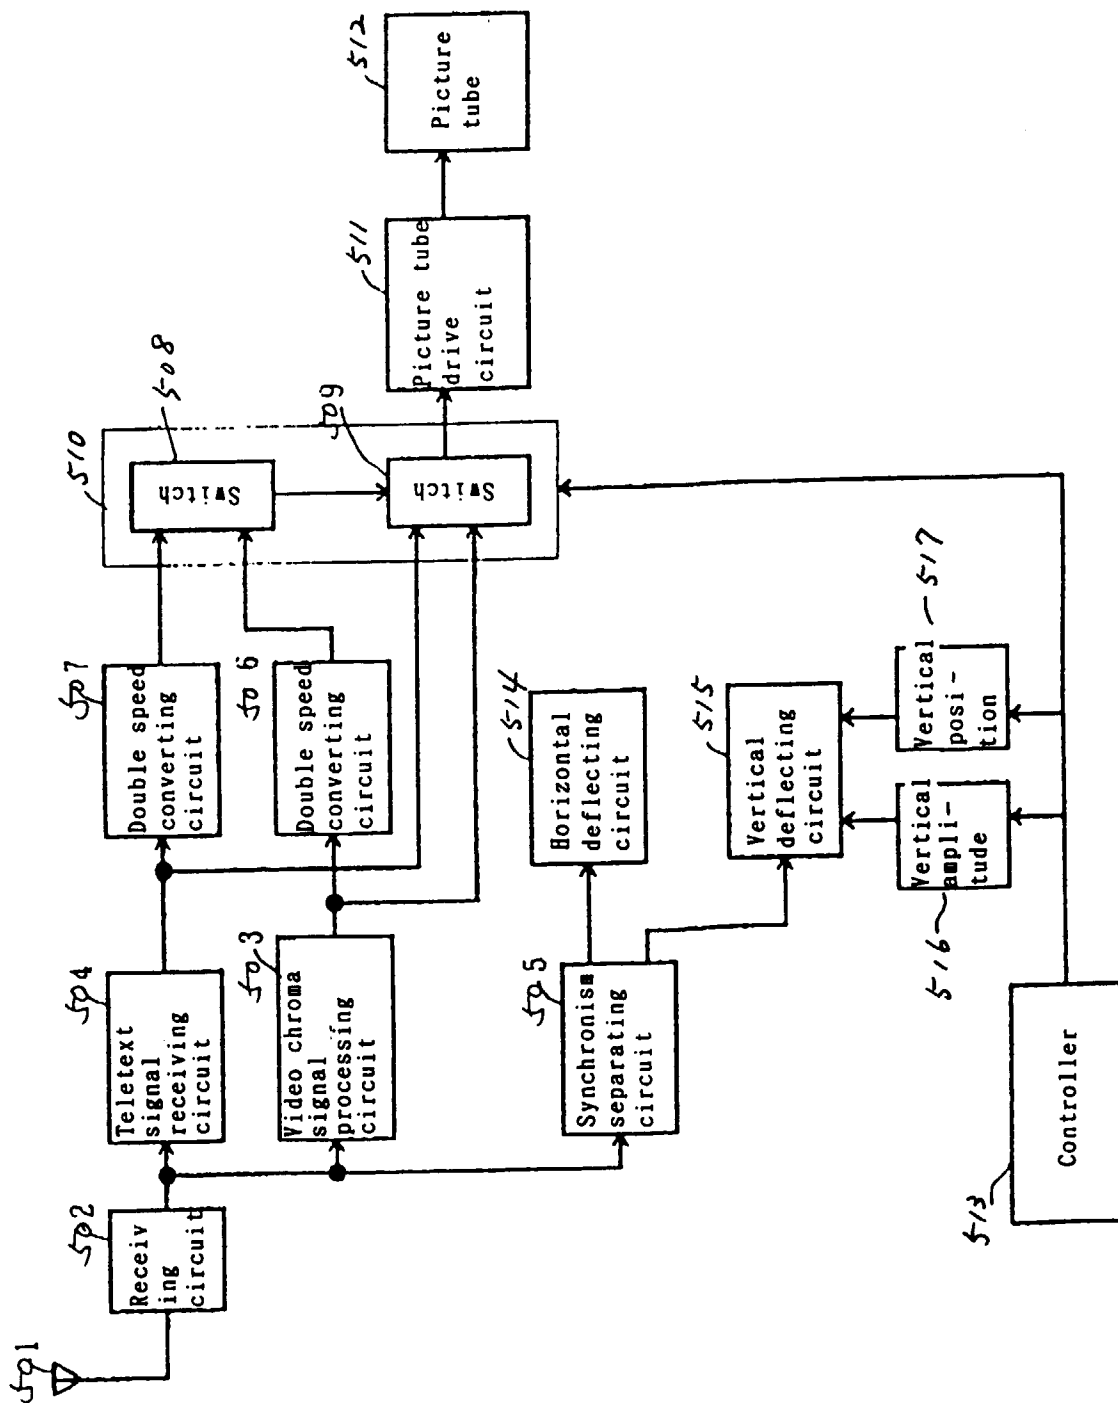 501
502
Receiv
ing
circuit
504
Teletext
signal
receiving
circuit
503
Video chroma
signal
processing
circuit
505
Synchronism
separating
circuit
507
Double speed
converting
circuit
506
Double speed
converting
circuit
514
Horizontal
deflecting
circuit
515
Vertical
deflecting
circuit
516
Vertical
ampli-
tude
517
Vertical
posi-
tion
513
Controller
510
508
Switch
509
Switch
511
Picture tube
drive
circuit
512
Picture
tube